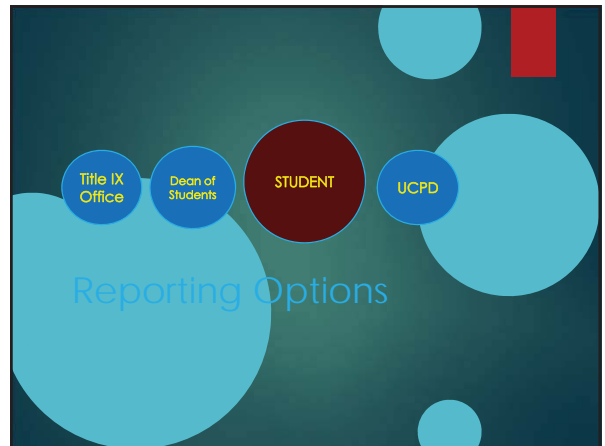 Title IX
Office
Dean of
Students
STUDENT
UCPD
Reporting Options